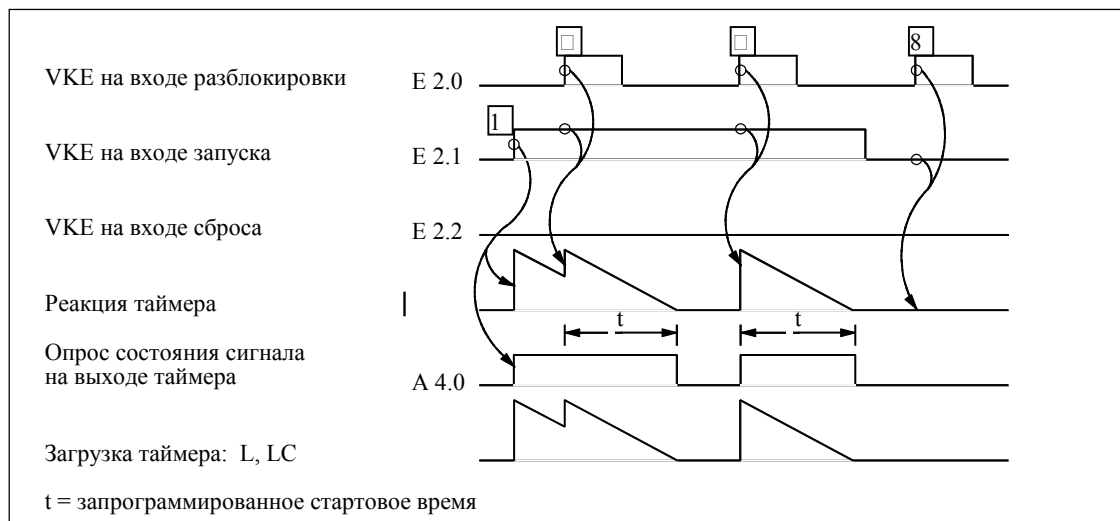 8
VKE на входе разблокировки E 2.0
1
VKE на входе запуска E 2.1
VKE на входе сброса E 2.2
Реакция таймера
t t
Опрос состояния сигнала
на выходе таймера A 4.0
Загрузка таймера: L, LC
t = запрограммированное стартовое время